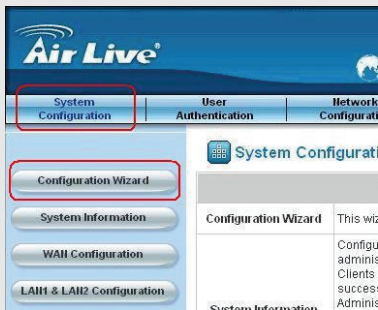 Air Live
System
Configuration
User
Authentication
Network
Configurati
System Configurati
Configuration Wizard
System Information
WAN Configuration
LAN1 & LAN2 Configuration
Configuration Wizard
This wiz
System Information
Configu
adminis
Clients
success
Adminis